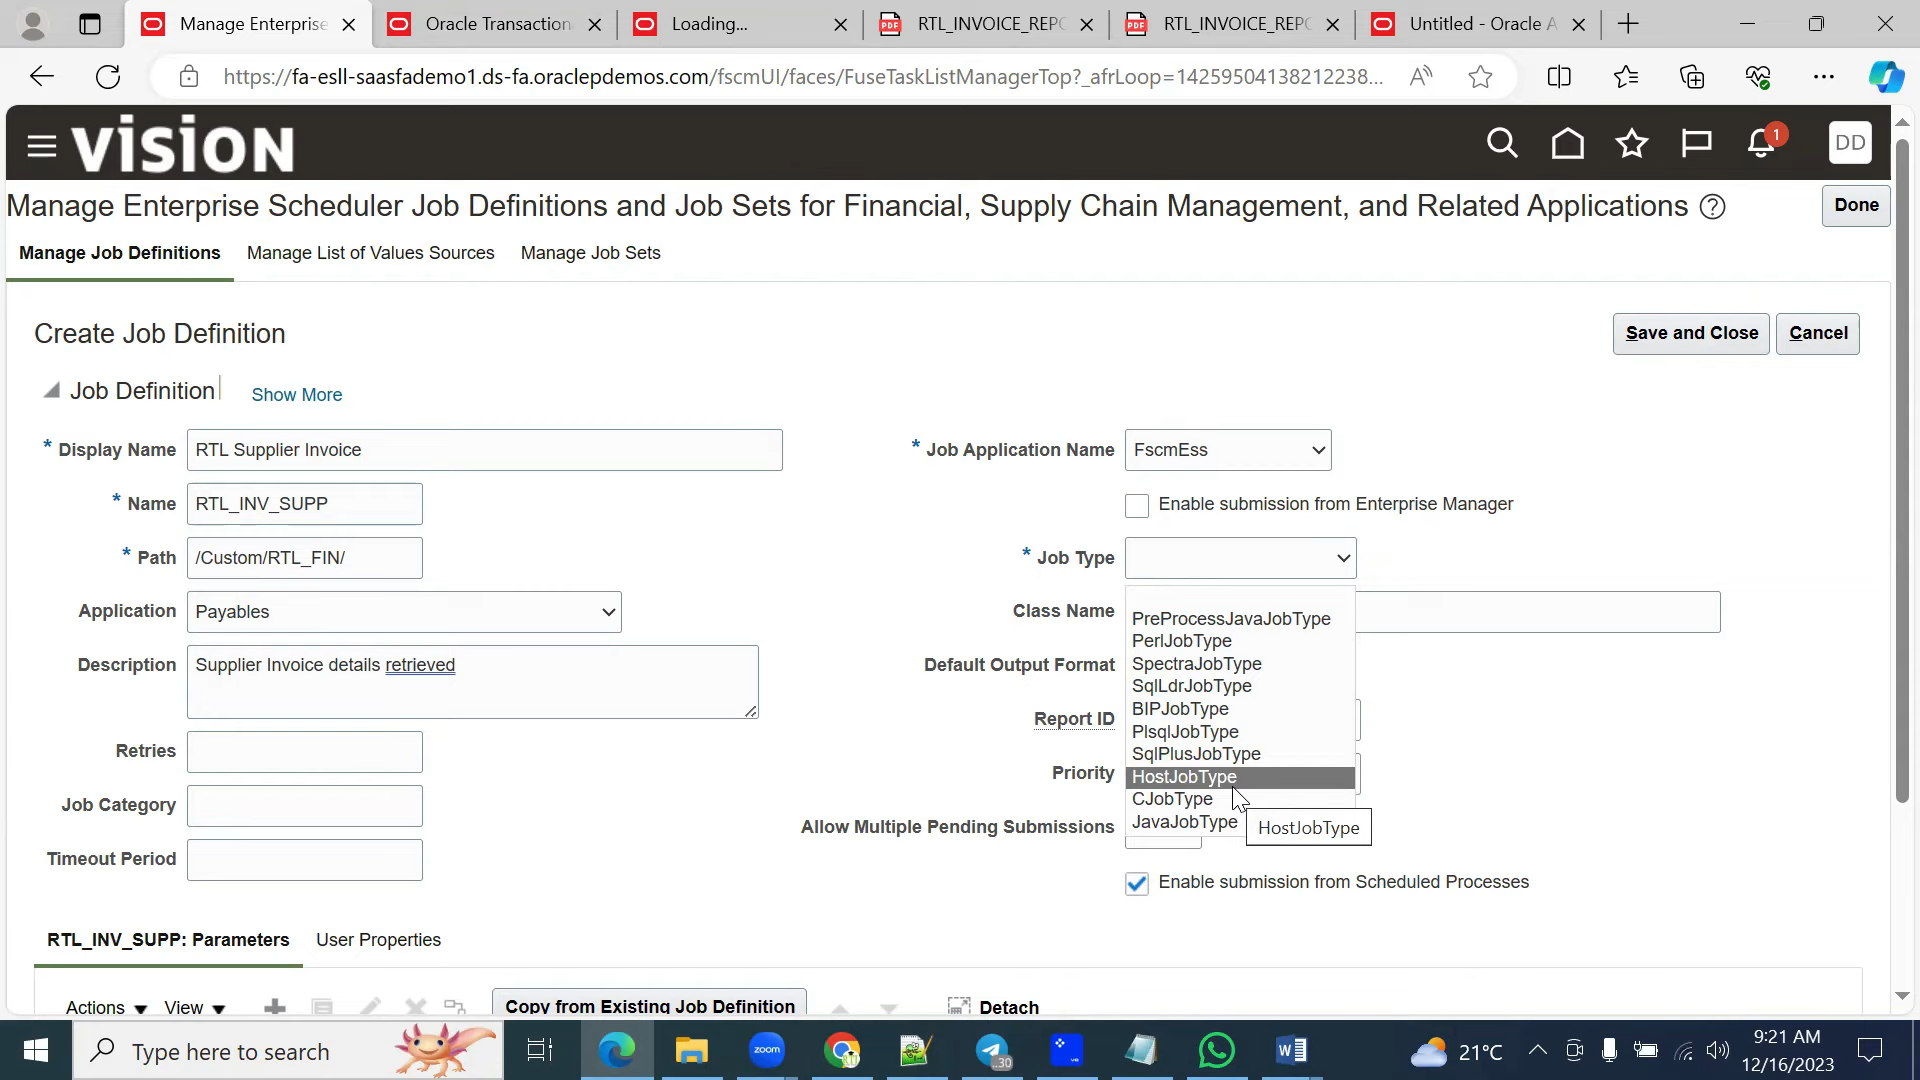 Manage Enterprise
Oracle Transaction
Loading...
RTL_INVOICE_REPO
RTL_INVOICE_REPO
Untitled - Oracle A
https://fa-esll-saasfademo1.ds-fa.oraclepdemos.com/fscmUI/faces/FuseTaskListManagerTop?_afrLoop=14259504138212238...
VISION
1
DD
Manage Enterprise Scheduler Job Definitions and Job Sets for Financial, Supply Chain Management, and Related Applications
Done
Manage Job Definitions
Manage List of Values Sources
Manage Job Sets
Create Job Definition
Save and Close
Cancel
Job Definition
Show More
* Display Name
RTL Supplier Invoice
* Job Application Name
FscmEss
* Name
RTL_INV_SUPP
Enable submission from Enterprise Manager
* Path
/Custom/RTL_FIN/
* Job Type
Application
Payables
Class Name
PreProcessJavaJobType
PerlJobType
SpectraJobType
SqlLdrJobType
BIPJobType
PlsqlJobType
SqlPlusJobType
HostJobType
CJobType
JavaJobType
HostJobType
Description
Supplier Invoice details retrieved
Default Output Format
Report ID
Retries
Priority
Job Category
Allow Multiple Pending Submissions
Timeout Period
Enable submission from Scheduled Processes
RTL_INV_SUPP: Parameters
User Properties
Actions
View
Copy from Existing Job Definition
Detach
Type here to search
zoom
30
21°C
9:21 AM
12/16/2023